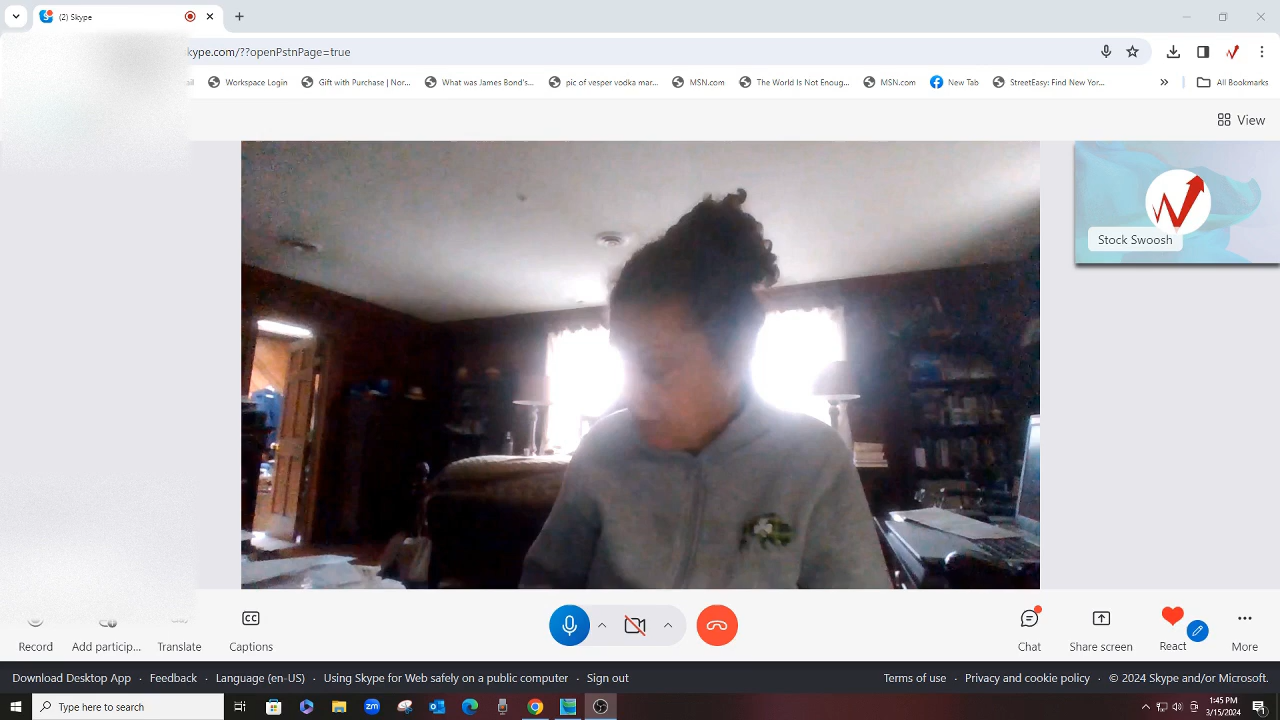 (2) Skype
kype.com/??openPstnPage=true
ail Workspace Login Gift with Purchase | Nor... What was James Bond's... pic of vesper vodka mar... MSN.com The World Is Not Enoug... MSN.com New Tab StreetEasy: Find New Yor... » All Bookmarks
View
Stock Swoosh
Record Add particip... Translate Captions Chat Share screen React More
CC
Download Desktop App · Feedback · Language (en-US) · Using Skype for Web safely on a public computer · Sign out Terms of use · Privacy and cookie policy · © 2024 Skype and/or Microsoft.
Type here to search
zm
1:45 PM
3/15/2024